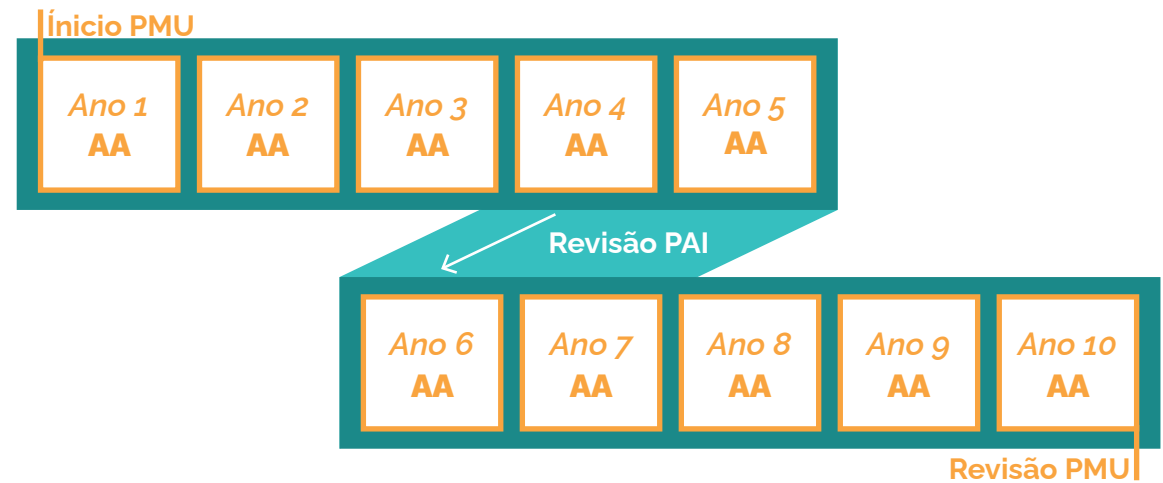 Ínicio PMU
Ano 1
AA
Ano 2
AA
Ano 3
AA
Ano 4
AA
Ano 5
AA
Revisão PAI
Ano 6
AA
Ano 7
AA
Ano 8
AA
Ano 9
AA
Ano 10
AA
Revisão PMU